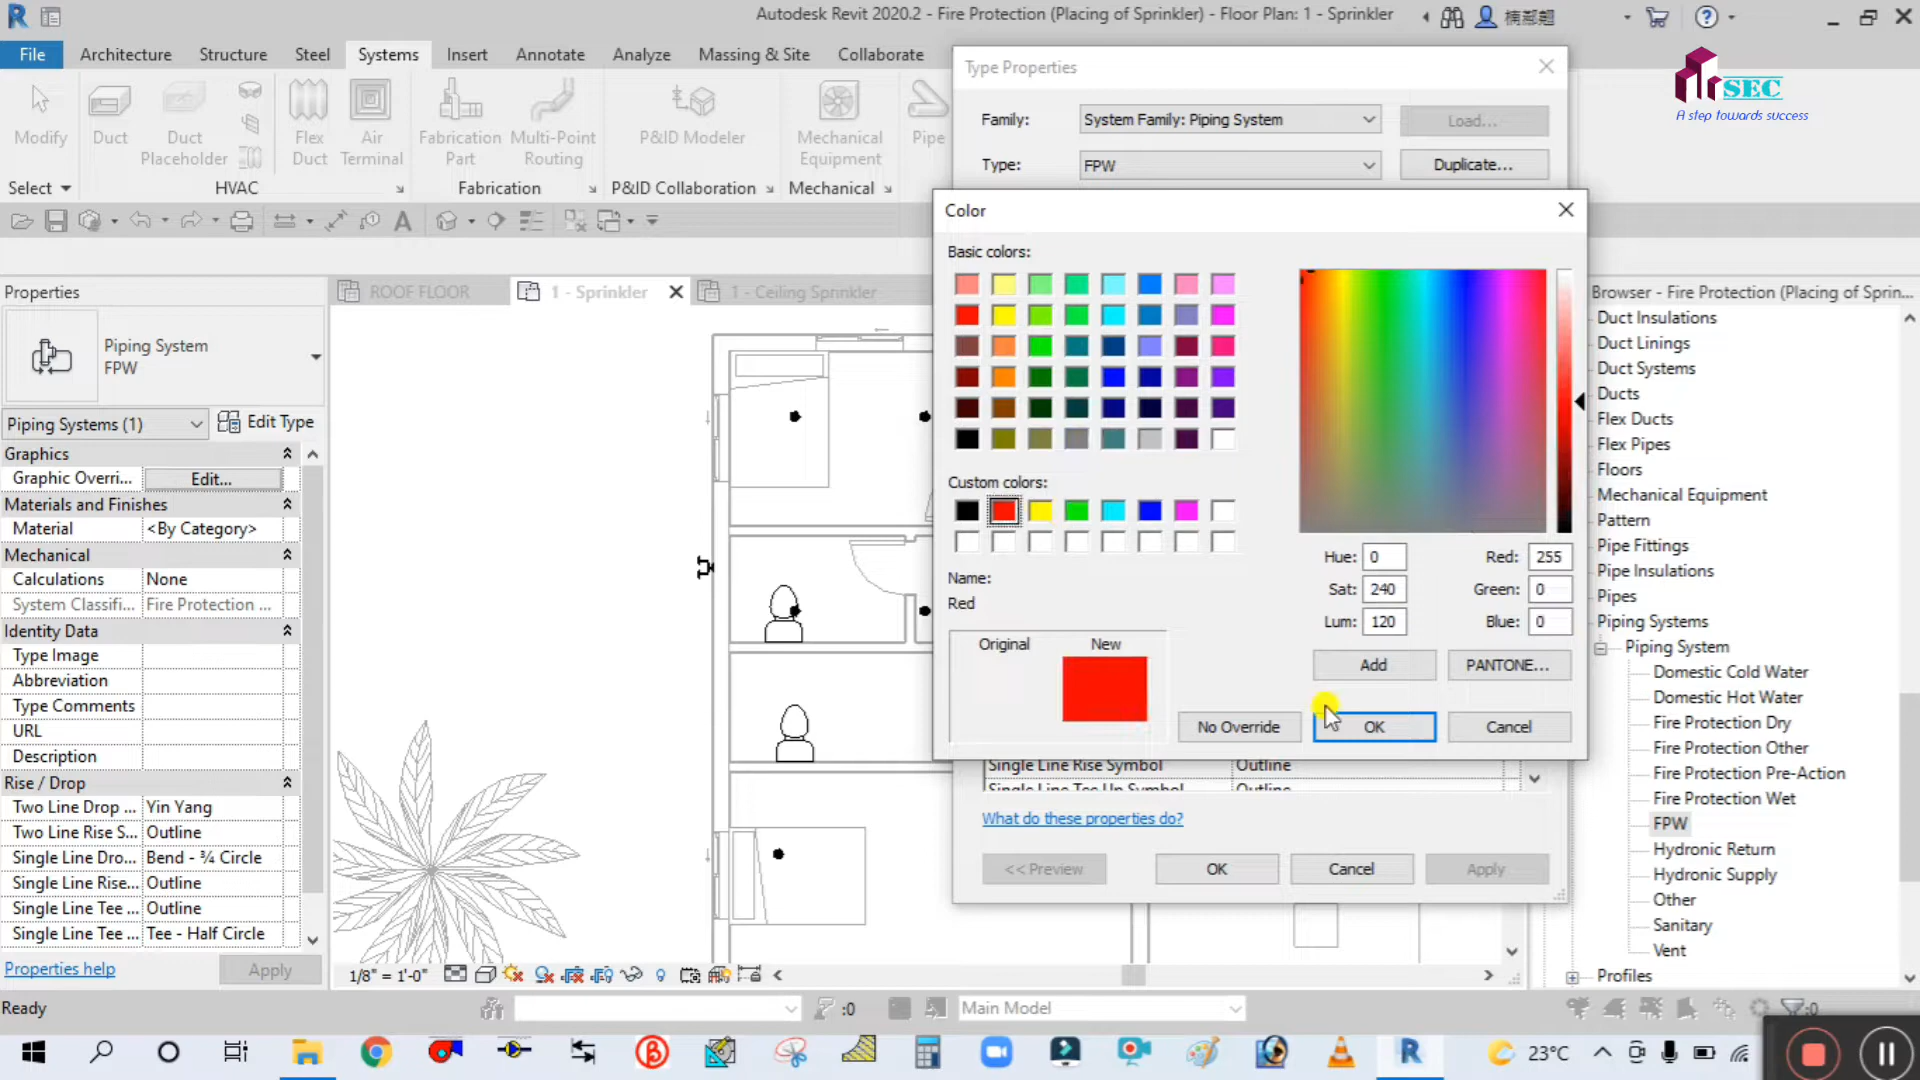 Autodesk Revit 2020.2 - Fire Protection (Placing of Sprinkler) - Floor Plan: 1 - Sprinkler
File Architecture Structure Steel Systems Insert Annotate Analyze Massing & Site Collaborate
Modify
Duct
Duct Placeholder
Flex Duct
Air Terminal
Fabrication Part
Multi-Point Routing
P&ID Modeler
Mechanical Equipment
Pipe
Select
HVAC
Fabrication
P&ID Collaboration
Mechanical
SEC
A step towards success
Type Properties
Family: System Family: Piping System Load...
Type: FPW Duplicate...
Color
Basic colors:
Custom colors:
Name:
Red
Original New
Hue: 0 Red: 255
Sat: 240 Green: 0
Lum: 120 Blue: 0
Add PANTONE...
No Override OK Cancel
Single Line Rise Symbol Outline
Single Line Tee Up Symbol Outline
What do these properties do?
<< Preview OK Cancel Apply
Properties
ROOF FLOOR
1 - Sprinkler
1 - Ceiling Sprinkler
Piping System
FPW
Piping Systems (1) Edit Type
Graphics
Graphic Overri... Edit...
Materials and Finishes
Material <By Category>
Mechanical
Calculations None
System Classifi... Fire Protection ...
Identity Data
Type Image
Abbreviation
Type Comments
URL
Description
Rise / Drop
Two Line Drop ... Yin Yang
Two Line Rise S... Outline
Single Line Dro... Bend - ¾ Circle
Single Line Rise... Outline
Single Line Tee ... Outline
Single Line Tee ... Tee - Half Circle
Properties help Apply
1/8" = 1'-0"
Browser - Fire Protection (Placing of Sprin...
Duct Insulations
Duct Linings
Duct Systems
Ducts
Flex Ducts
Flex Pipes
Floors
Mechanical Equipment
Pattern
Pipe Fittings
Pipe Insulations
Pipes
Piping Systems
Piping System
Domestic Cold Water
Domestic Hot Water
Fire Protection Dry
Fire Protection Other
Fire Protection Pre-Action
Fire Protection Wet
FPW
Hydronic Return
Hydronic Supply
Other
Sanitary
Vent
Profiles
Ready
:0
Main Model
:0
23°C